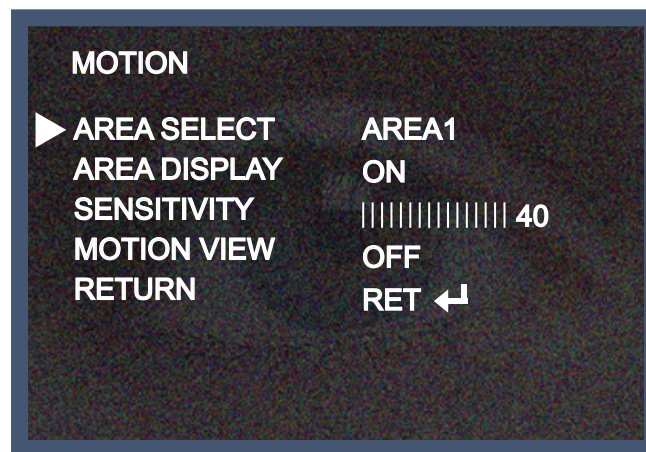 MOTION
AREA SELECT AREA1
AREA DISPLAY ON
SENSITIVITY |||||||||||||||| 40
MOTION VIEW OFF
RETURN RET ↵